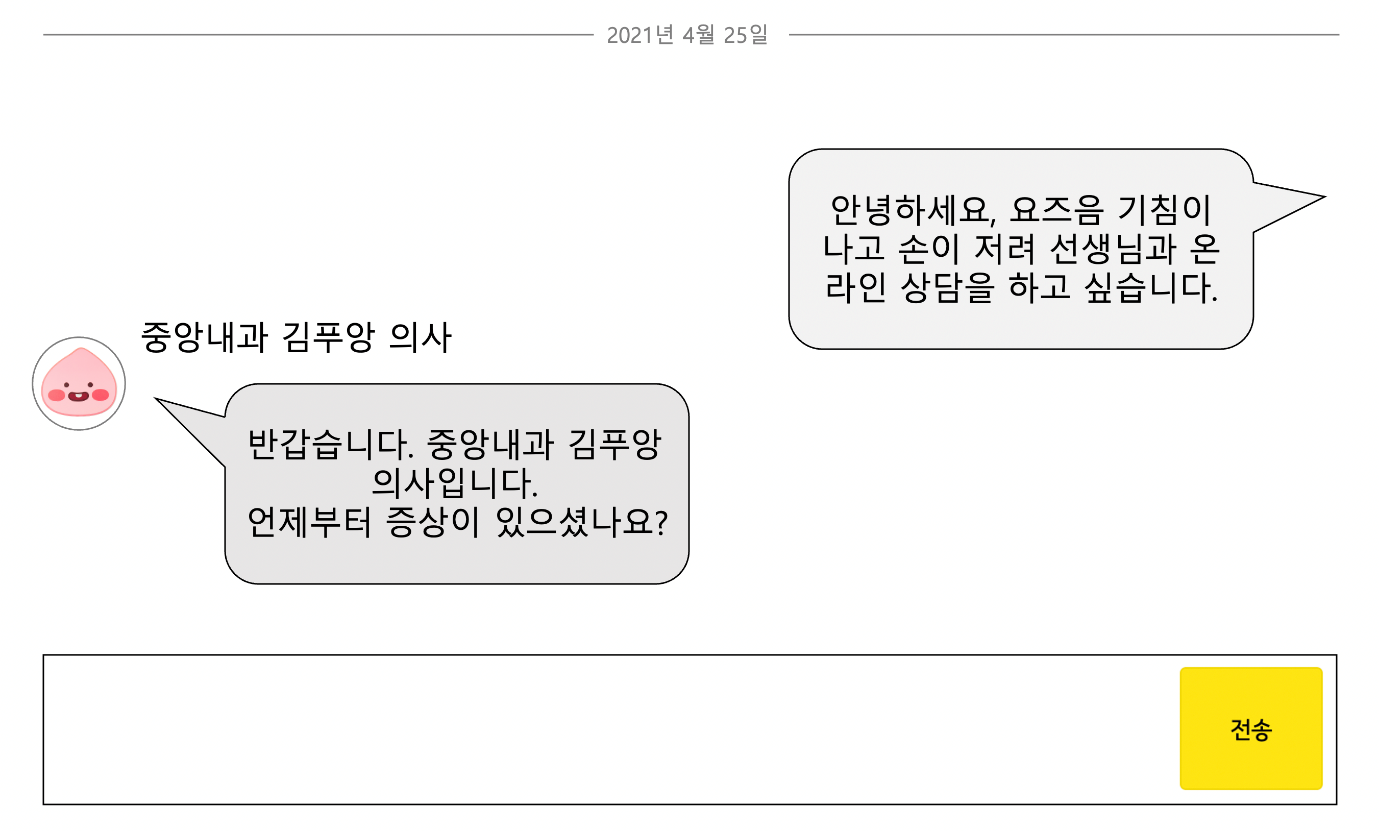 2021년 4월 25일
안녕하세요, 요즈음 기침이
나고 손이 저려 선생님과 온
라인 상담을 하고 싶습니다.
중앙내과 김푸앙 의사
반갑습니다. 중앙내과 김푸앙
의사입니다.
언제부터 증상이 있으셨나요?
전송